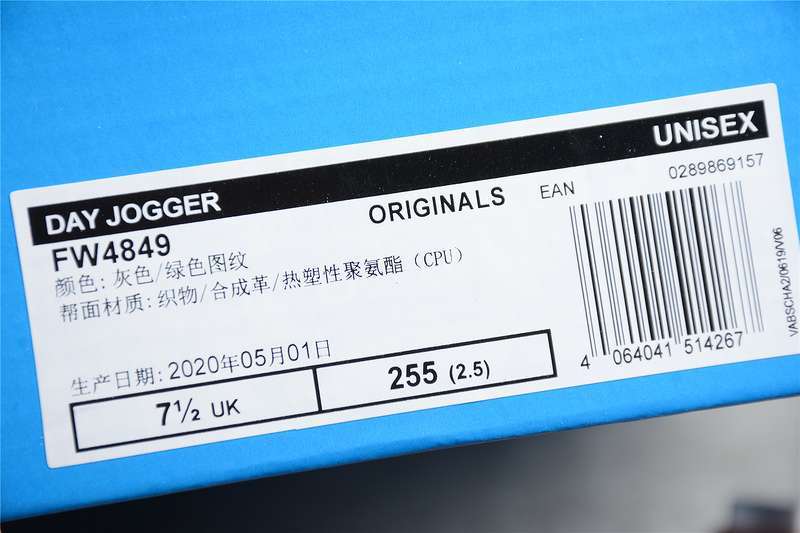 DAY JOGGER
UNISEX
FW4849
ORIGINALS
EAN
0289869157
颜色: 灰色/绿色图纹
帮面材质: 织物/合成革/热塑性聚氨酯（CPU）
生产日期: 2020年05月01日
7½ UK
255 (2.5)
4 064041 514267
VABSCHA2/0619/V06